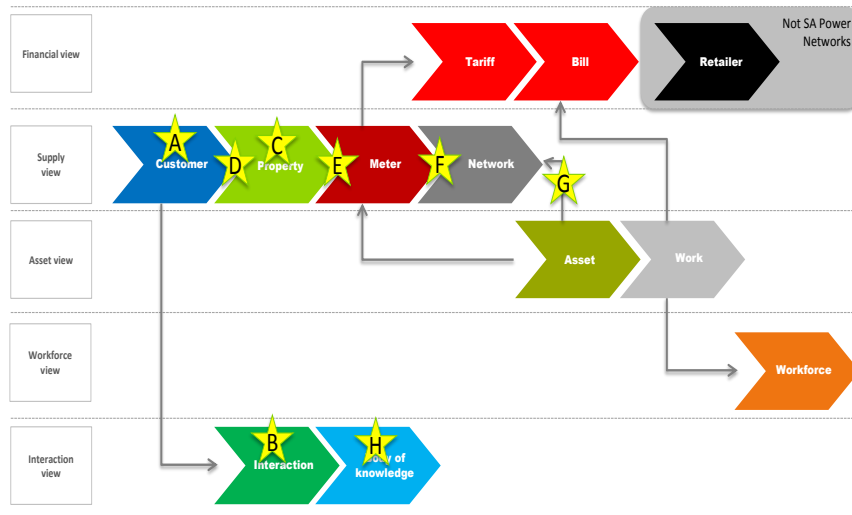 Financial view
Tariff
Bill
Retailer
Not SA Power
Networks
Supply
view
A
Customer
D
C
Property
E
Meter
F
Network
G
Asset view
Asset
Work
Workforce
view
Workforce
Interaction
view
B
Interaction
H
of
knowledge